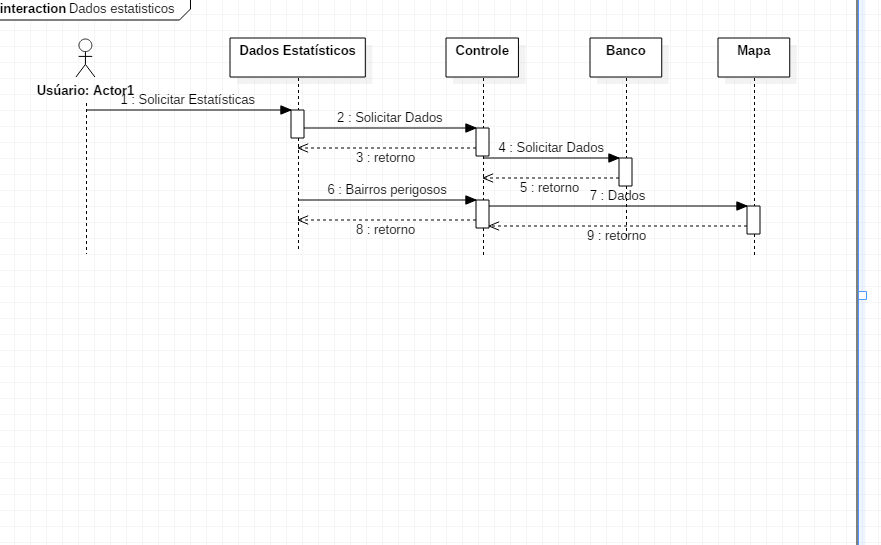 interaction Dados estatisticos
Dados Estatísticos
Controle
Banco
Mapa
Usúario: Actor1
1 : Solicitar Estatísticas
2 : Solicitar Dados
3 : retorno
4 : Solicitar Dados
5 : retorno
6 : Bairros perigosos
7 : Dados
8 : retorno
9 : retorno